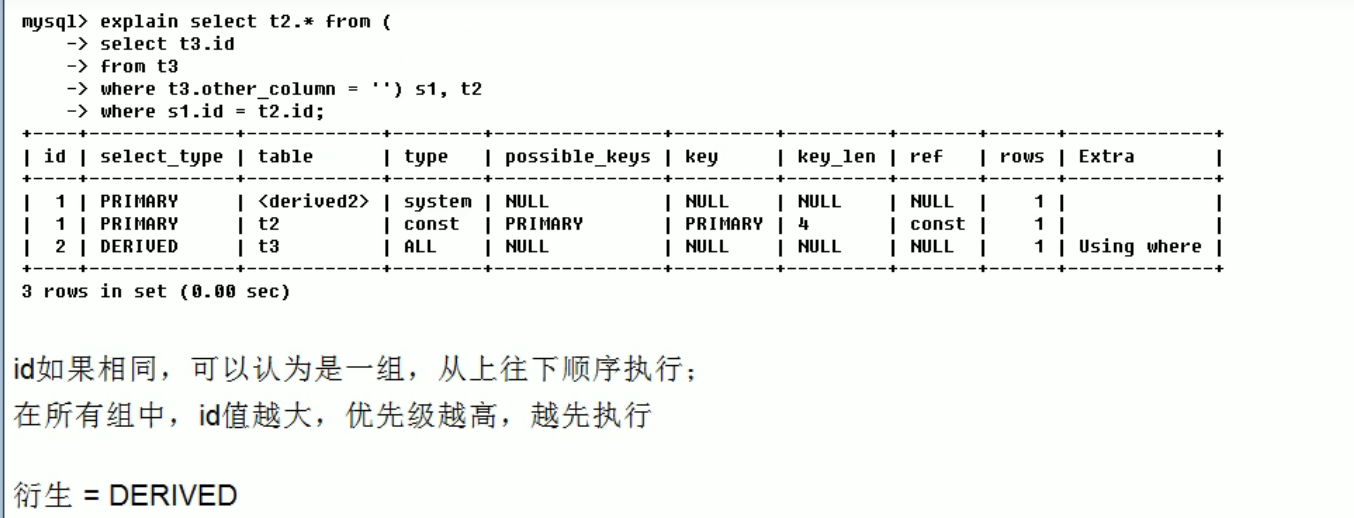 mysql> explain select t2.* from (
    -> select t3.id
    -> from t3
    -> where t3.other_column = '') s1, t2
    -> where s1.id = t2.id;
+----+-------------+------------+--------+---------------+---------+---------+-------+------+-------------+
| id | select_type | table      | type   | possible_keys | key     | key_len | ref   | rows | Extra       |
+----+-------------+------------+--------+---------------+---------+---------+-------+------+-------------+
|  1 | PRIMARY     | <derived2> | system | NULL          | NULL    | NULL    | NULL  |    1 |             |
|  1 | PRIMARY     | t2         | const  | PRIMARY       | PRIMARY | 4       | const |    1 |             |
|  2 | DERIVED     | t3         | ALL    | NULL          | NULL    | NULL    | NULL  |    1 | Using where |
+----+-------------+------------+--------+---------------+---------+---------+-------+------+-------------+
3 rows in set (0.00 sec)
id如果相同，可以认为是一组，从上往下顺序执行；
在所有组中，id值越大，优先级越高，越先执行
衍生 = DERIVED